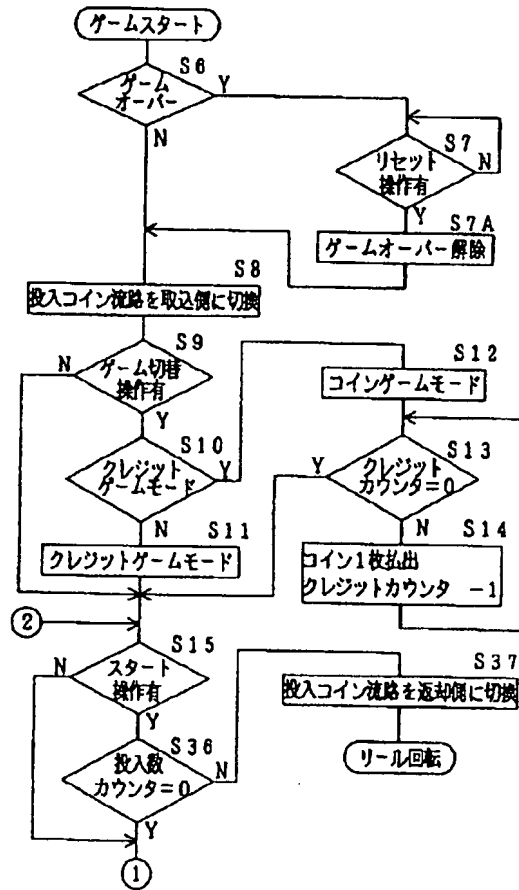 ゲームスタート
S6
ゲーム
オーバー
Y
N
S7
リセット
操作有
N
Y
S7A
ゲームオーバー解除
S8
投入コイン流路を取込側に切換
S9
N
ゲーム切替
操作有
Y
S10
クレジット
ゲームモード
Y
N
S11
クレジットゲームモード
S12
コインゲームモード
S13
Y
クレジット
カウンタ=0
N
S14
コイン1枚払出
クレジットカウンタ -1
2
S15
N
スタート
操作有
Y
S36
投入数
カウンタ=0
N
Y
1
S37
投入コイン流路を返却側に切換
リール回転